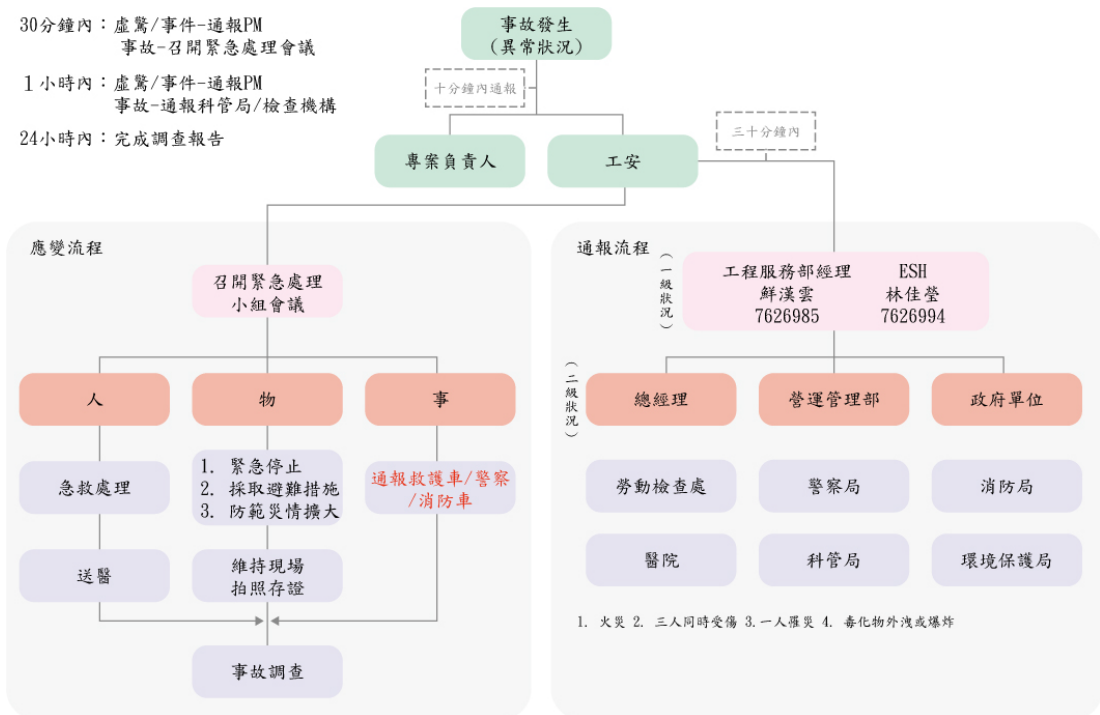 30分鐘內：虛驚/事件-通報PM
事故-召開緊急處理會議
1小時內：虛驚/事件-通報PM
事故-通報科管局/檢查機構
24小時內：完成調查報告
事故發生
(異常狀況)
十分鐘內通報
三十分鐘內
專案負責人
工安
應變流程
召開緊急處理
小組會議
人
物
事
急救處理
1. 緊急停止
2. 採取避難措施
3. 防範災情擴大
通報救護車/警察
/消防車
送醫
維持現場
拍照存證
事故調查
通報流程
(一級狀況)
工程服務部經理
鮮漢雲
7626985
ESH
林佳瑩
7626994
(二級狀況)
總經理
營運管理部
政府單位
勞動檢查處
警察局
消防局
醫院
科管局
環境保護局
1. 火災 2. 三人同時受傷 3.一人罹災 4. 毒化物外洩或爆炸